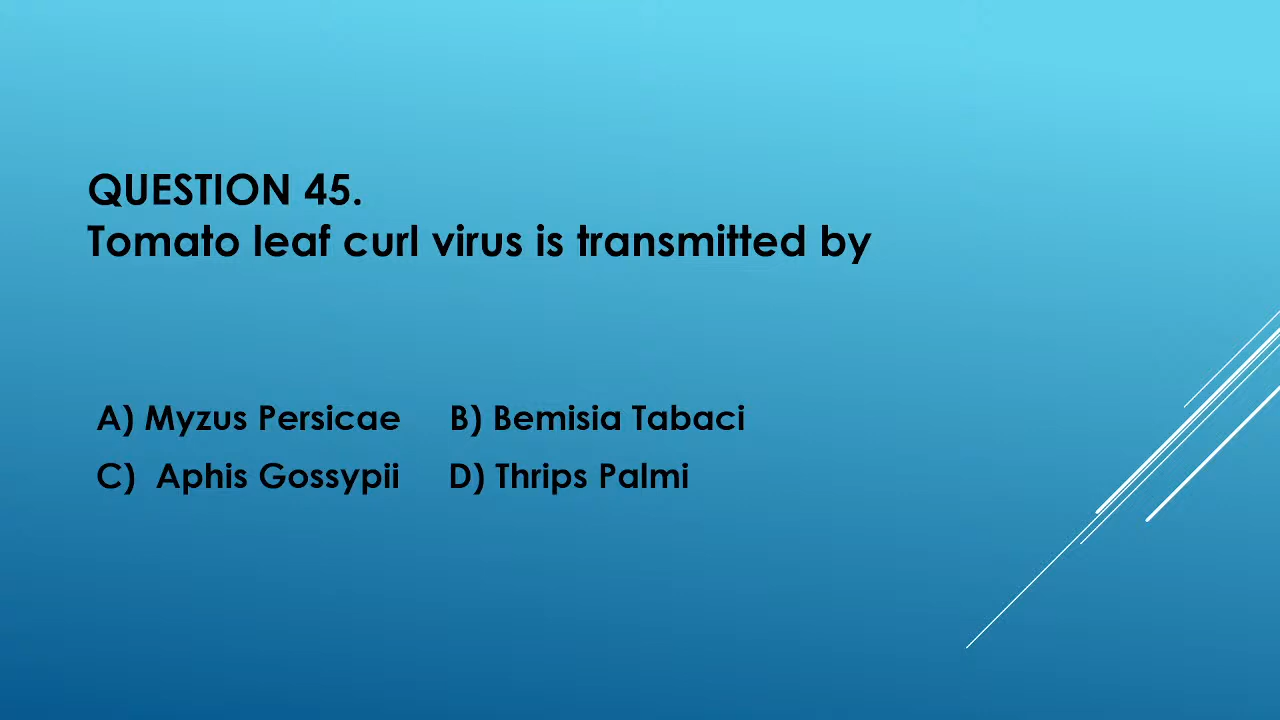 QUESTION 45.
Tomato leaf curl virus is transmitted by
A) Myzus Persicae B) Bemisia Tabaci
C) Aphis Gossypii D) Thrips Palmi